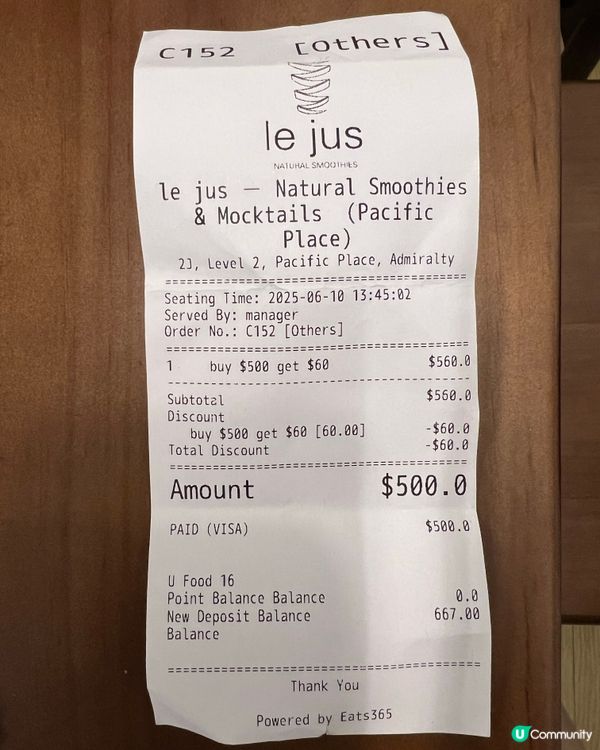 C152 [Others]
le jus
NATURAL SMOOTHIES
le jus — Natural Smoothies
& Mocktails (Pacific
Place)
2J, Level 2, Pacific Place, Admiralty
Seating Time: 2025-06-10 13:45:02
Served By: manager
Order No.: C152 [Others]
1 buy $500 get $60 $560.0
Subtotal $560.0
Discount
buy $500 get $60 [60.00] -$60.0
Total Discount -$60.0
Amount $500.0
PAID (VISA) $500.0
U Food 16
Point Balance Balance 0.0
New Deposit Balance 667.00
Balance
Thank You
Powered by Eats365
U Community